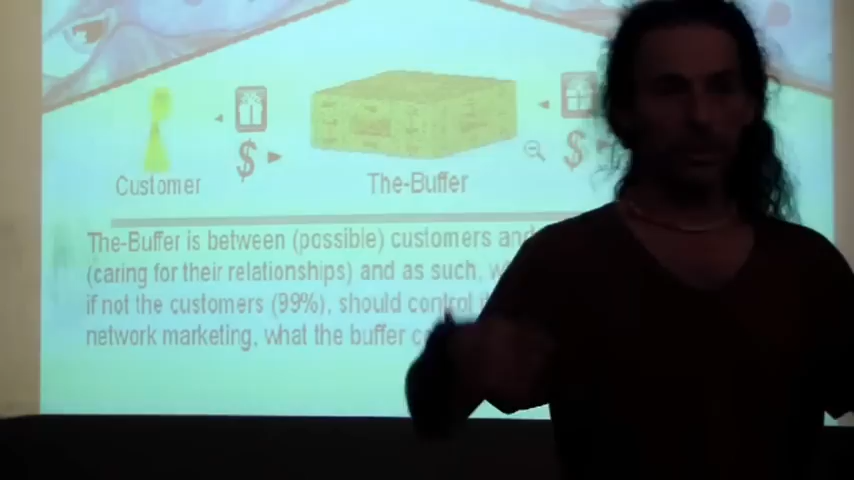 $
$
Customer
The-Buffer
The-Buffer is between (possible) customers and
(caring for their relationships) and as such,
if not the customers (99%), should control
network marketing, what the buffer